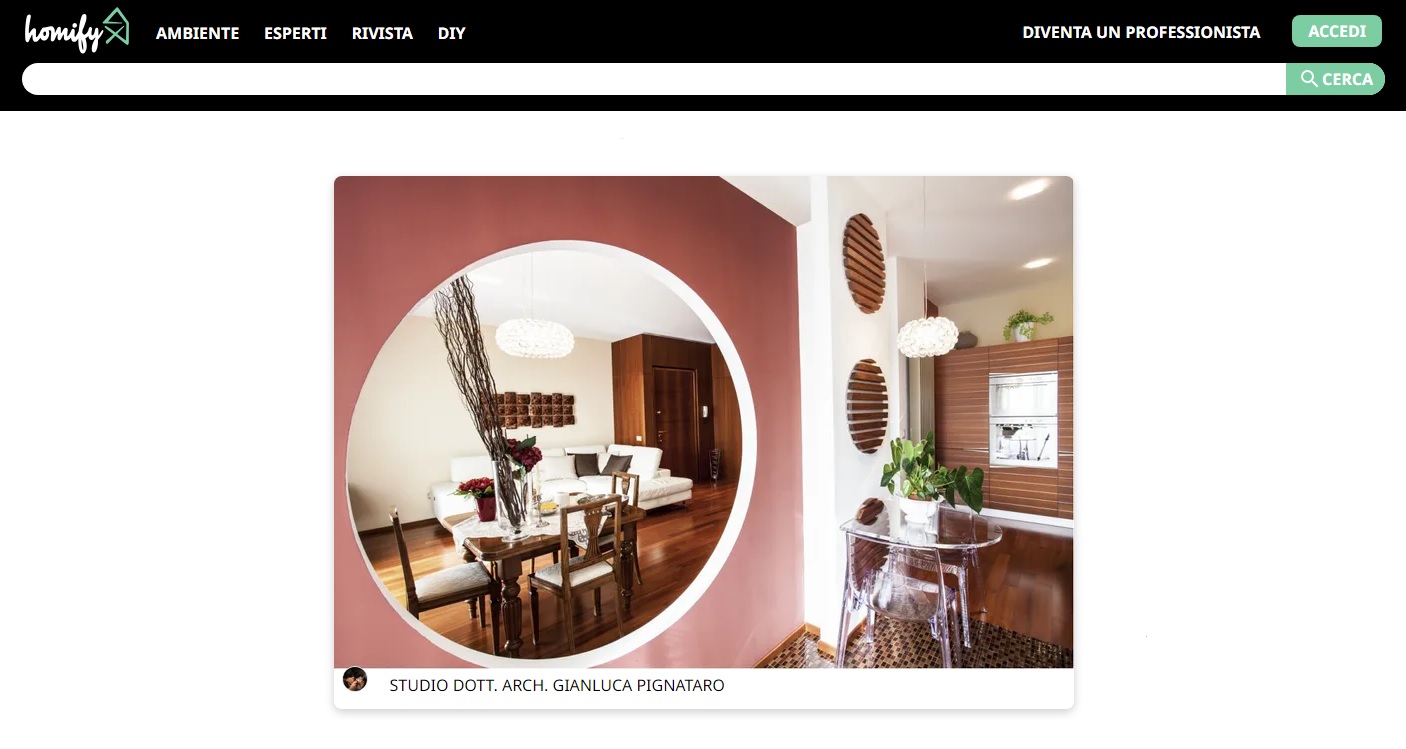 homify
AMBIENTE ESPERTI RIVISTA DIY
DIVENTA UN PROFESSIONISTA
ACCEDI
CERCA
STUDIO DOTT. ARCH. GIANLUCA PIGNATARO